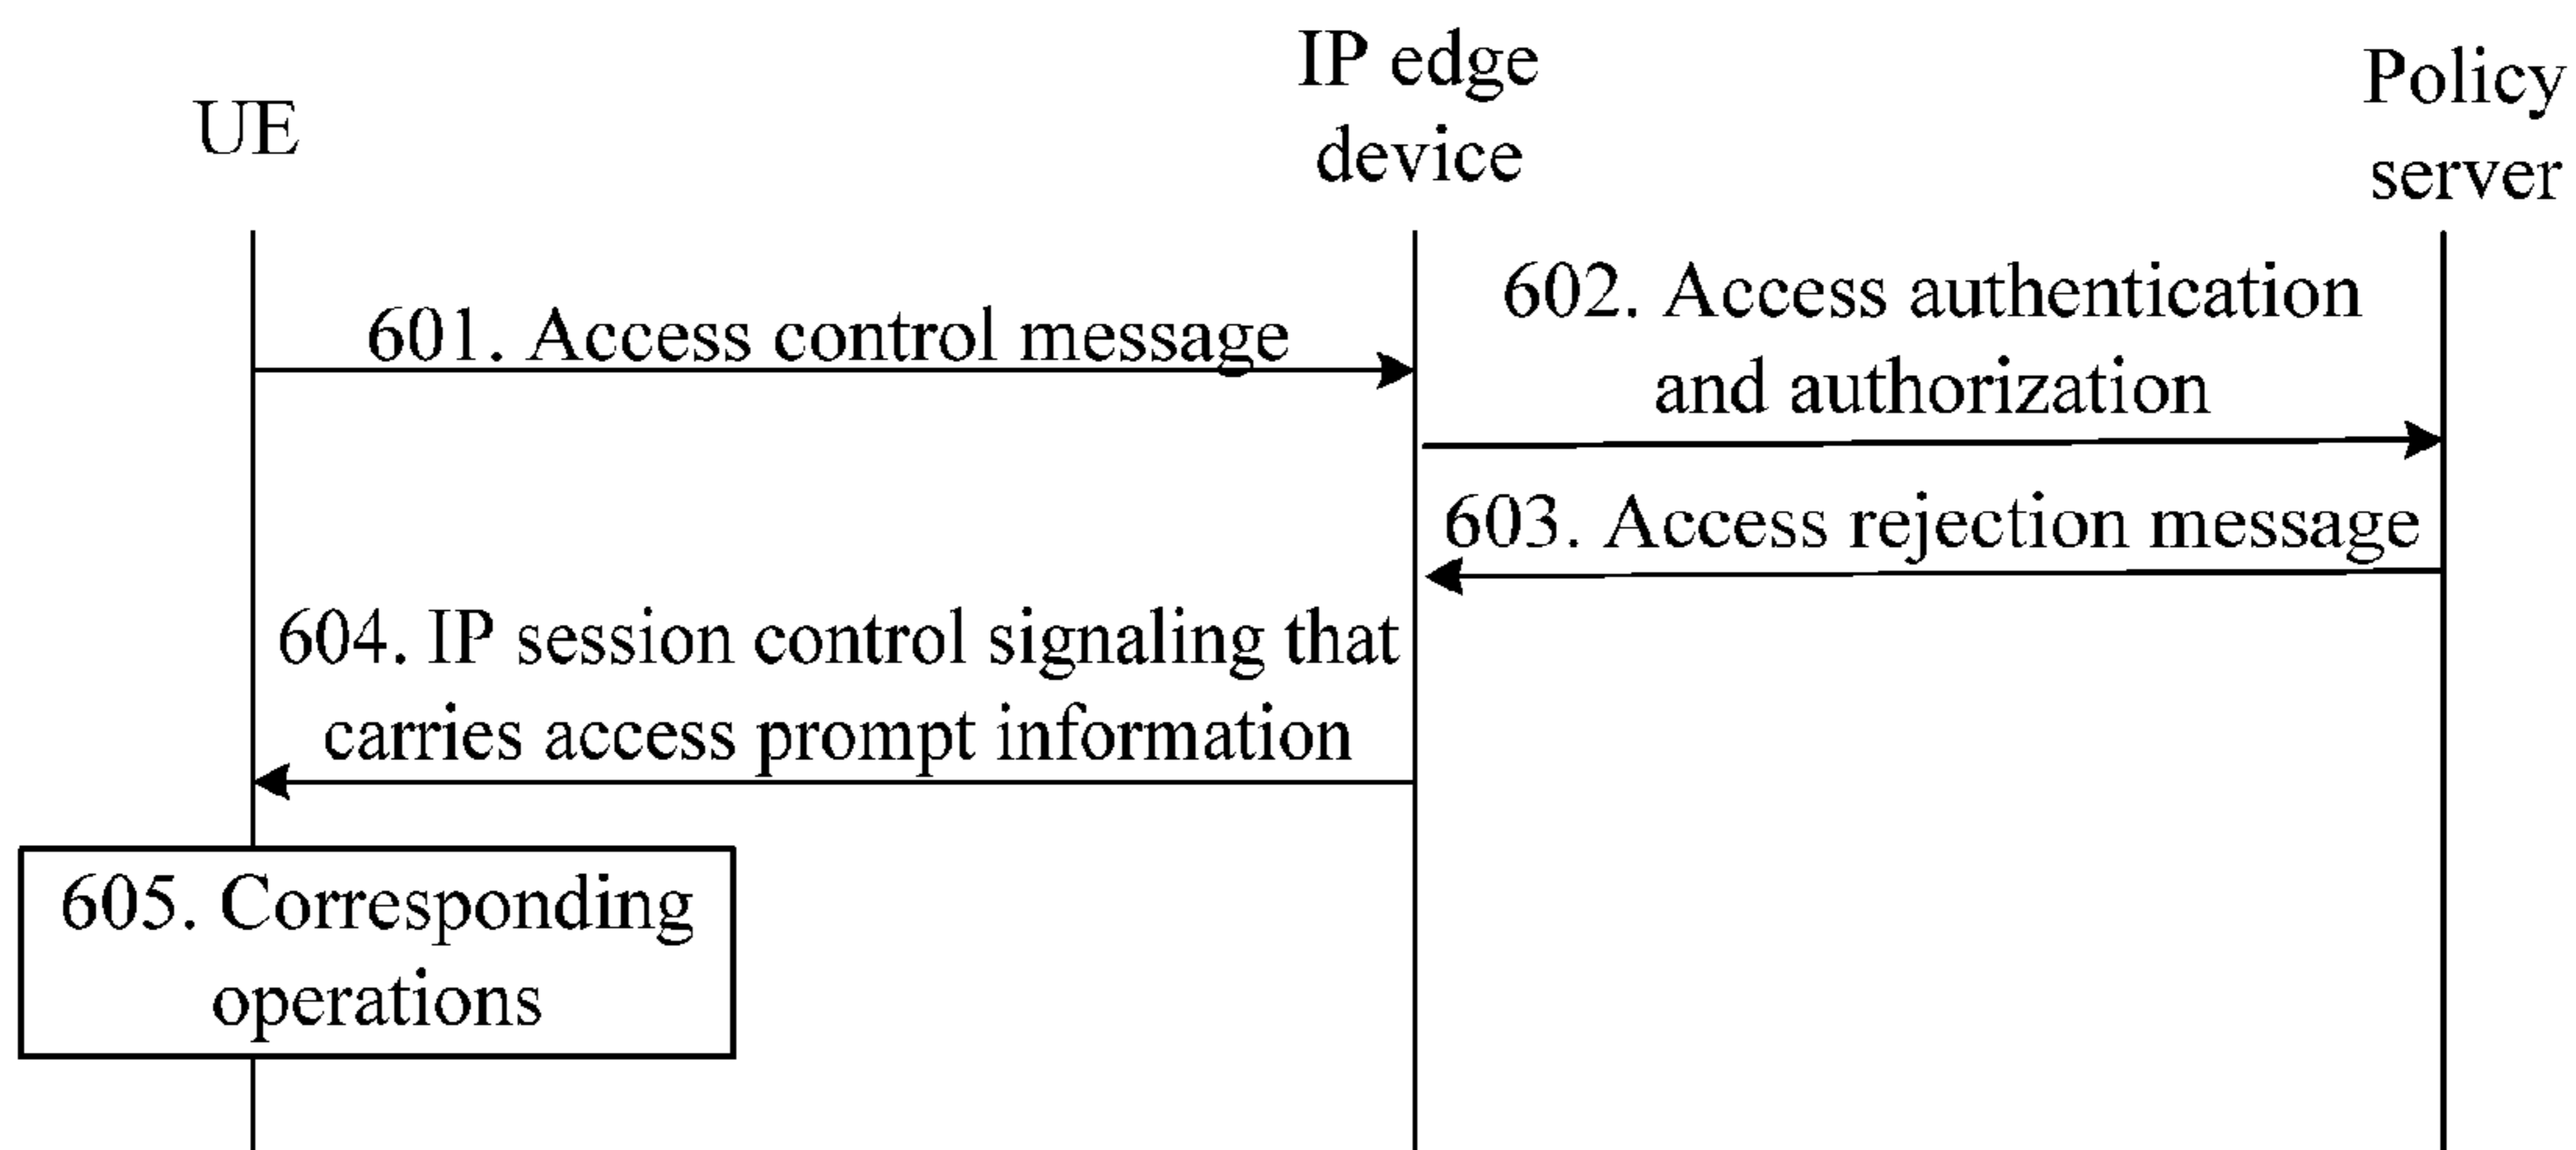 UE
IP edge
device
Policy
server
601. Access control message
602. Access authentication
and authorization
603. Access rejection message
604. IP session control signaling that
carries access prompt information
605. Corresponding
operations